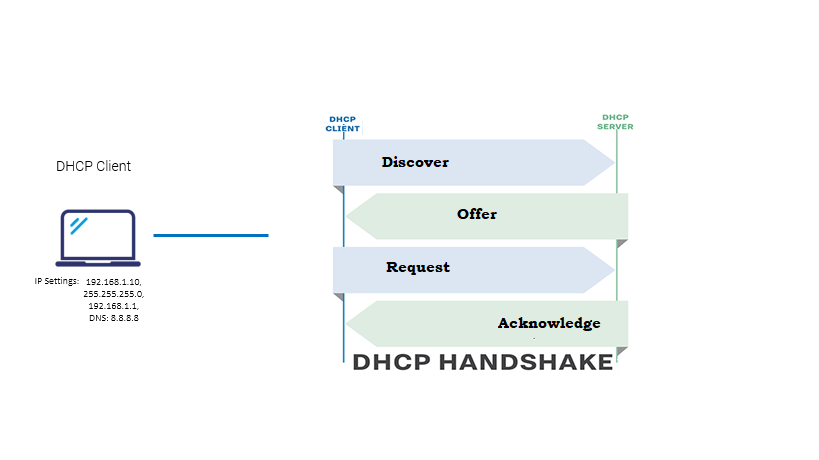 DHCP Client
IP Settings: 192.168.1.10,
255.255.255.0,
192.168.1.1,
DNS: 8.8.8.8
DHCP
CLIENT
DHCP
SERVER
Discover
Offer
Request
Acknowledge
DHCP HANDSHAKE